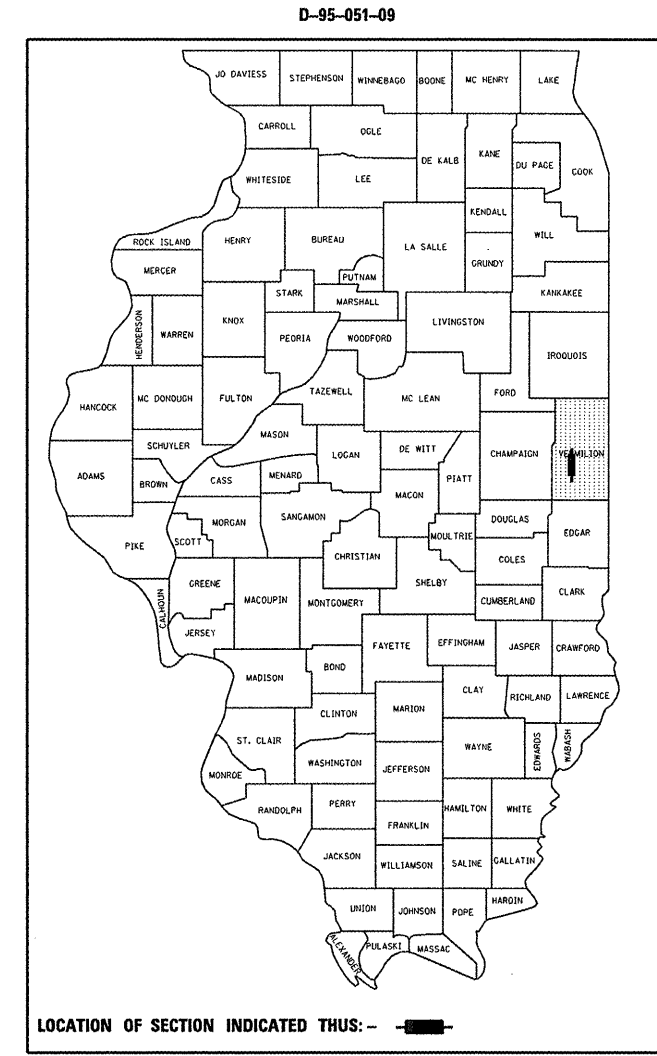 D-95-051-09
JO DAVIESS
STEPHENSON
WINNEBAGO
BOONE
MC HENRY
LAKE
CARROLL
OGLE
DE KALB
KANE
DU PAGE
COOK
WHITESIDE
LEE
KENDALL
WILL
ROCK ISLAND
HENRY
BUREAU
LA SALLE
GRUNDY
MERCER
PUTNAM
STARK
MARSHALL
KANKAKEE
HENDERSON
WARREN
KNOX
PEORIA
WOODFORD
LIVINGSTON
IROQUOIS
HANCOCK
MC DONOUGH
FULTON
TAZEWELL
MC LEAN
FORD
MASON
SCHUYLER
LOGAN
DE WITT
CHAMPAIGN
VERMILION
ADAMS
BROWN
CASS
MENARD
MACON
PIATT
PIKE
SCOTT
MORGAN
SANGAMON
CHRISTIAN
MOULTRIE
DOUGLAS
EDGAR
COLES
SHELBY
CALHOUN
GREENE
MACOUPIN
MONTGOMERY
CUMBERLAND
CLARK
JERSEY
FAYETTE
EFFINGHAM
JASPER
CRAWFORD
MADISON
BOND
CLAY
RICHLAND
LAWRENCE
CLINTON
MARION
ST. CLAIR
WAYNE
EDWARDS
WABASH
WASHINGTON
JEFFERSON
MONROE
RANDOLPH
PERRY
HAMILTON
WHITE
FRANKLIN
JACKSON
WILLIAMSON
SALINE
GALLATIN
UNION
JOHNSON
POPE
HARDIN
ALEXANDER
PULASKI
MASSAC
LOCATION OF SECTION INDICATED THUS: -